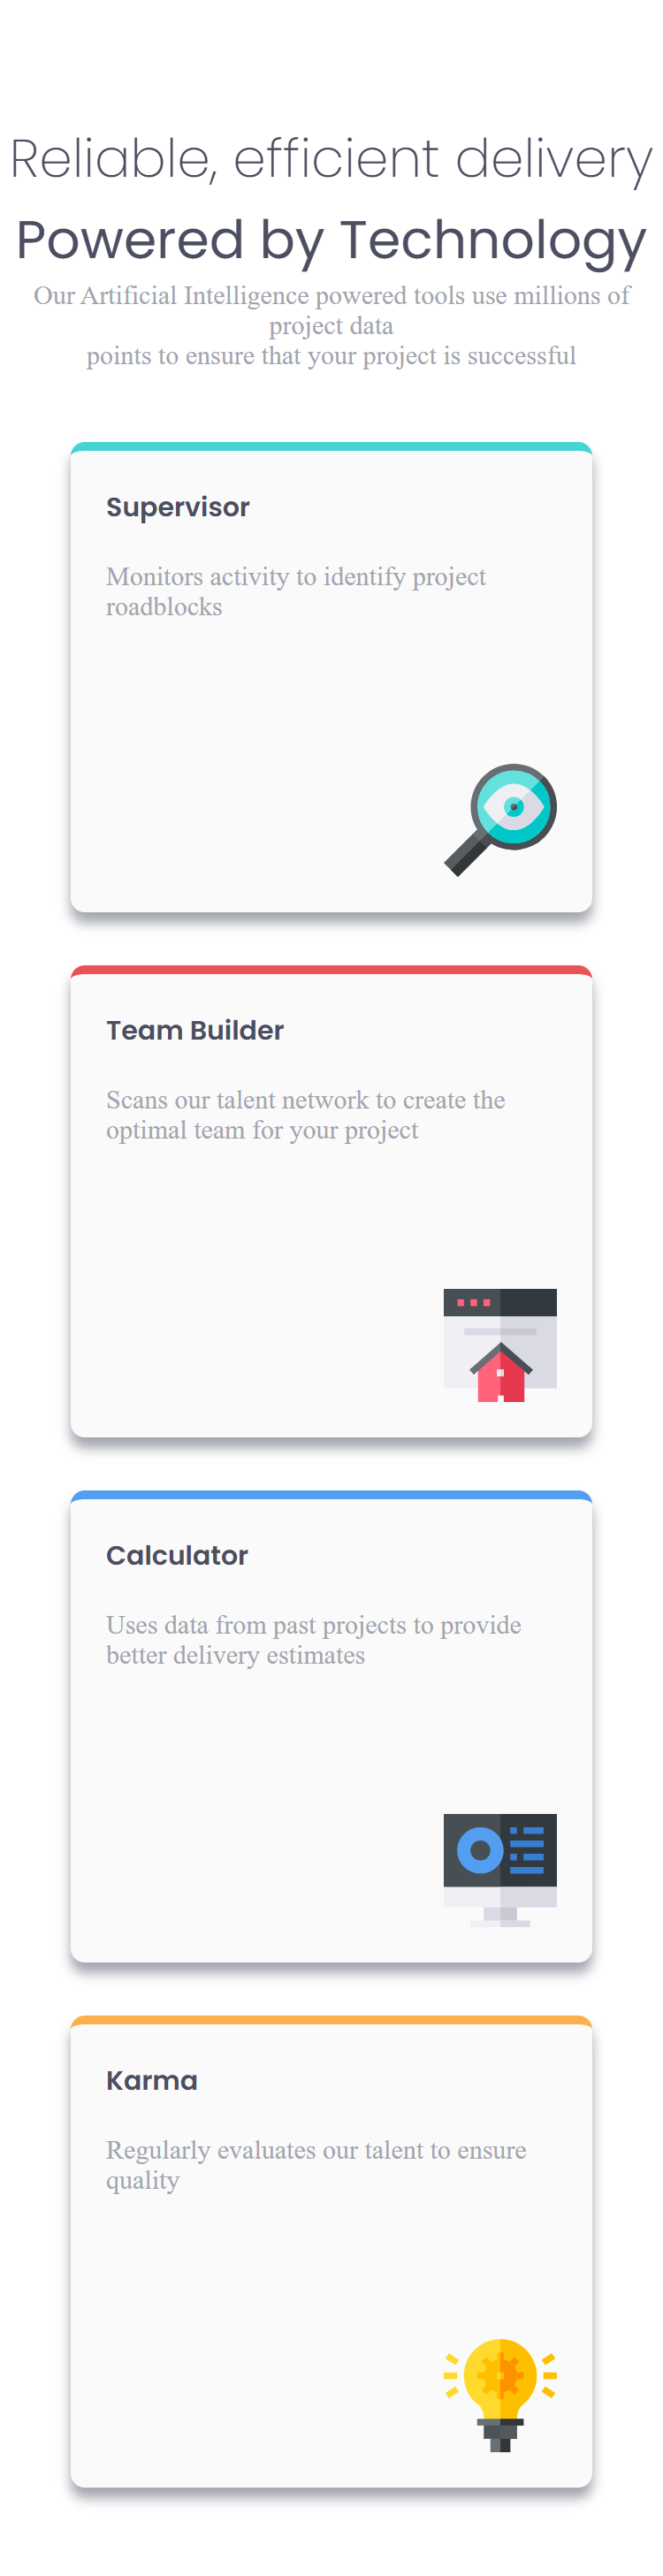 Reliable, efficient delivery
Powered by Technology
Our Artificial Intelligence powered tools use millions of
project data
points to ensure that your project is successful
Supervisor
Monitors activity to identify project
roadblocks
Team Builder
Scans our talent network to create the
optimal team for your project
Calculator
Uses data from past projects to provide
better delivery estimates
Karma
Regularly evaluates our talent to ensure
quality